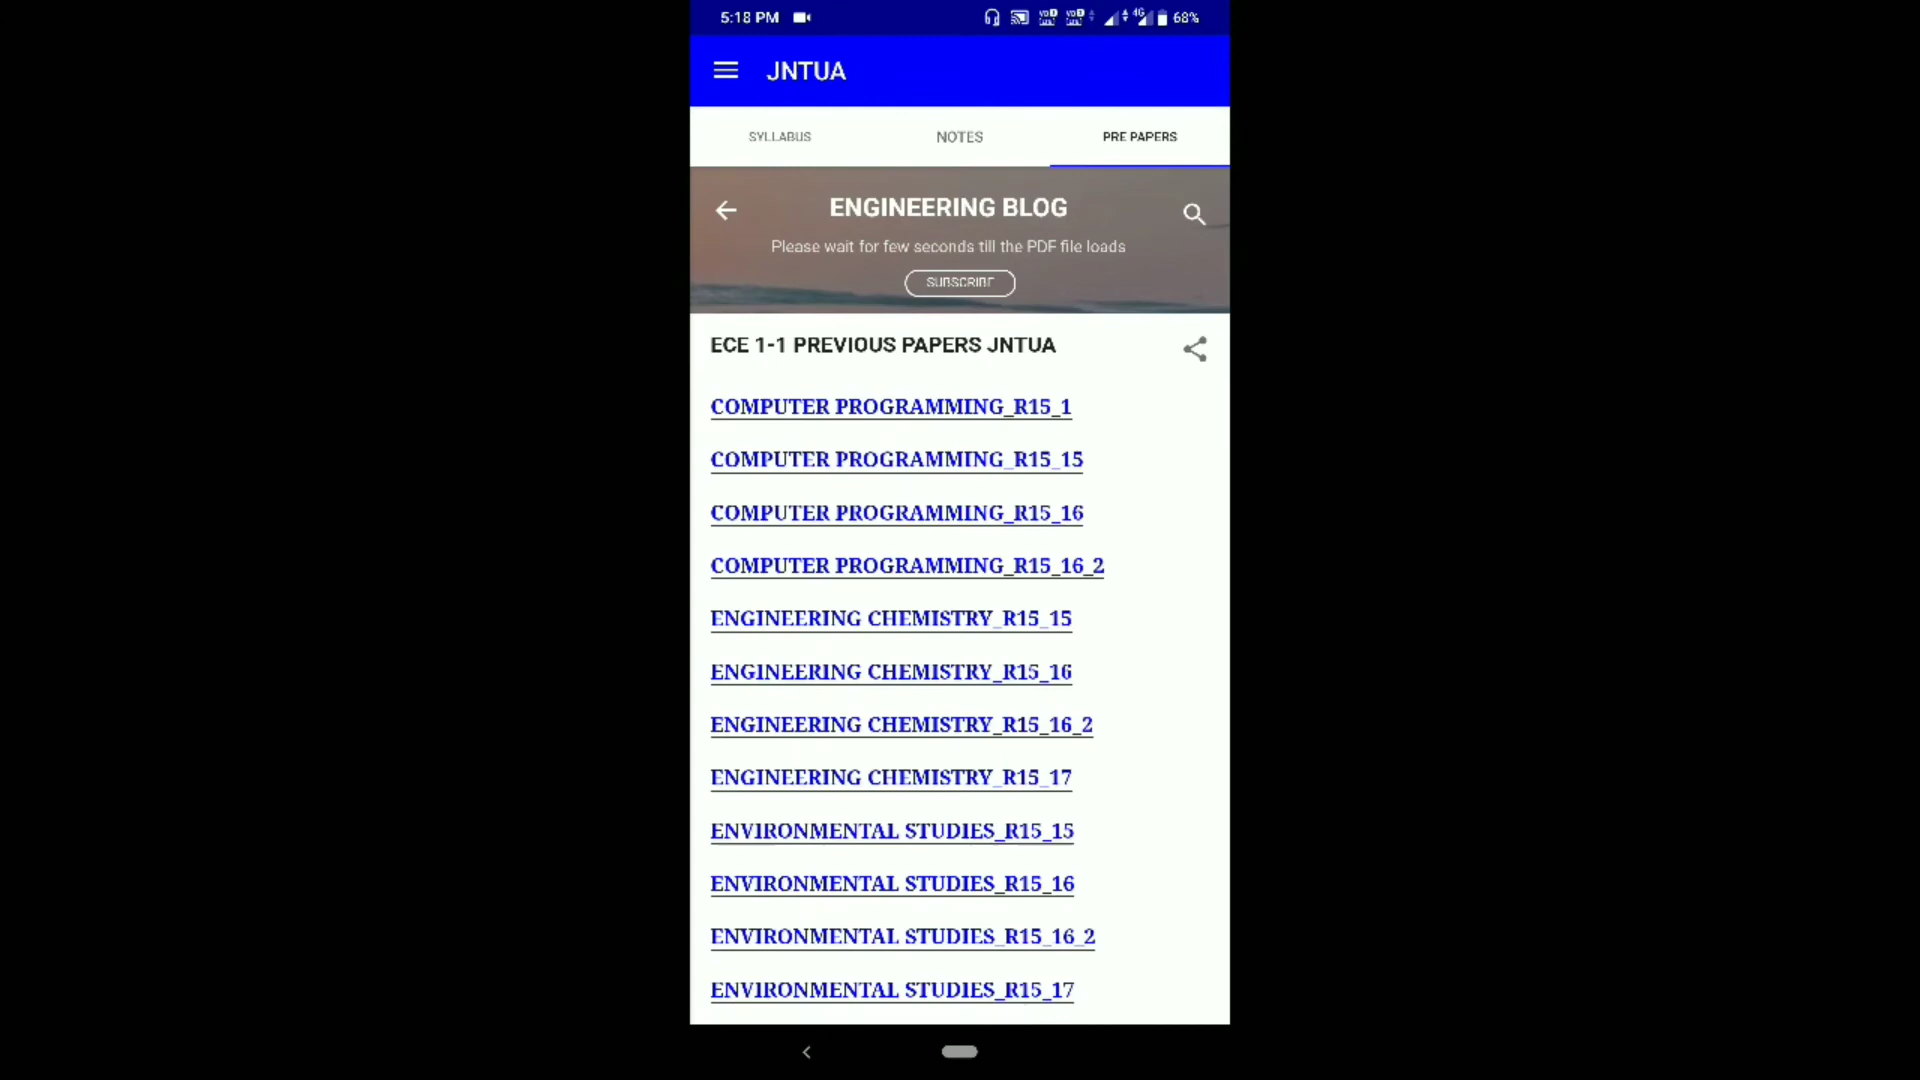 5:18 PM 4G 68%
JNTUA
SYLLABUS NOTES PRE PAPERS
ENGINEERING BLOG
Please wait for few seconds till the PDF file loads
SUBSCRIBE
ECE 1-1 PREVIOUS PAPERS JNTUA
COMPUTER PROGRAMMING_R15_1
COMPUTER PROGRAMMING_R15_15
COMPUTER PROGRAMMING_R15_16
COMPUTER PROGRAMMING_R15_16_2
ENGINEERING CHEMISTRY_R15_15
ENGINEERING CHEMISTRY_R15_16
ENGINEERING CHEMISTRY_R15_16_2
ENGINEERING CHEMISTRY_R15_17
ENVIRONMENTAL STUDIES_R15_15
ENVIRONMENTAL STUDIES_R15_16
ENVIRONMENTAL STUDIES_R15_16_2
ENVIRONMENTAL STUDIES_R15_17